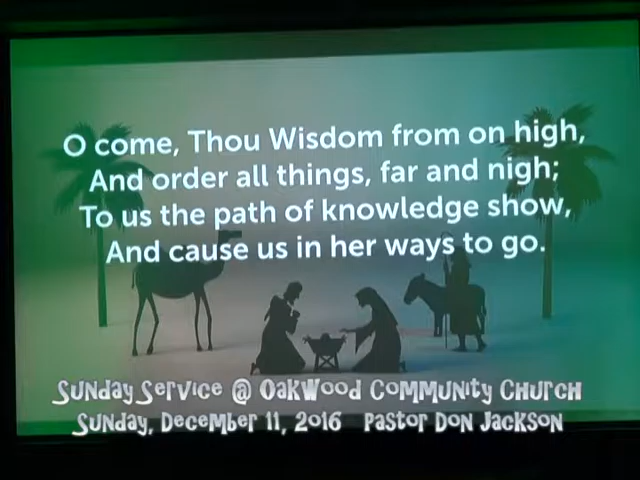 O come, Thou Wisdom from on high,
And order all things, far and nigh;
To us the path of knowledge show,
And cause us in her ways to go.
Sunday Service @ Oakwood Community Church
Sunday, December 11, 2016 Pastor Don Jackson